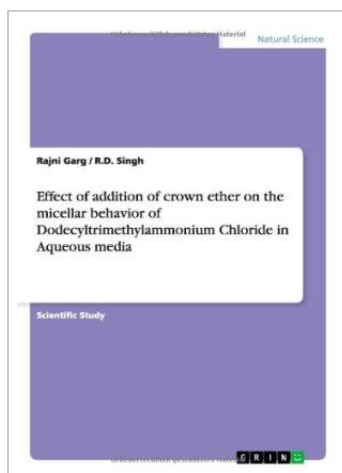 Natural Science
Rajni Garg / R.D. Singh
Effect of addition of crown ether on the
micellar behavior of
Dodecyltrimethylammonium Chloride in
Aqueous media
Scientific Study
GRIN